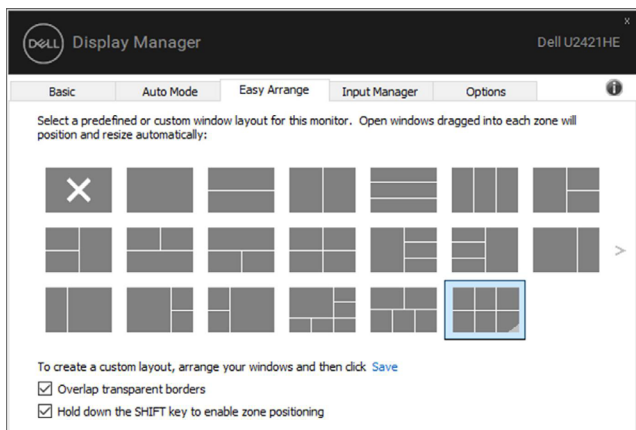 x
DELL Display Manager Dell U2421HE
Basic Auto Mode Easy Arrange Input Manager Options
Select a predefined or custom window layout for this monitor. Open windows dragged into each zone will
position and resize automatically:
To create a custom layout, arrange your windows and then click Save
Overlap transparent borders
Hold down the SHIFT key to enable zone positioning